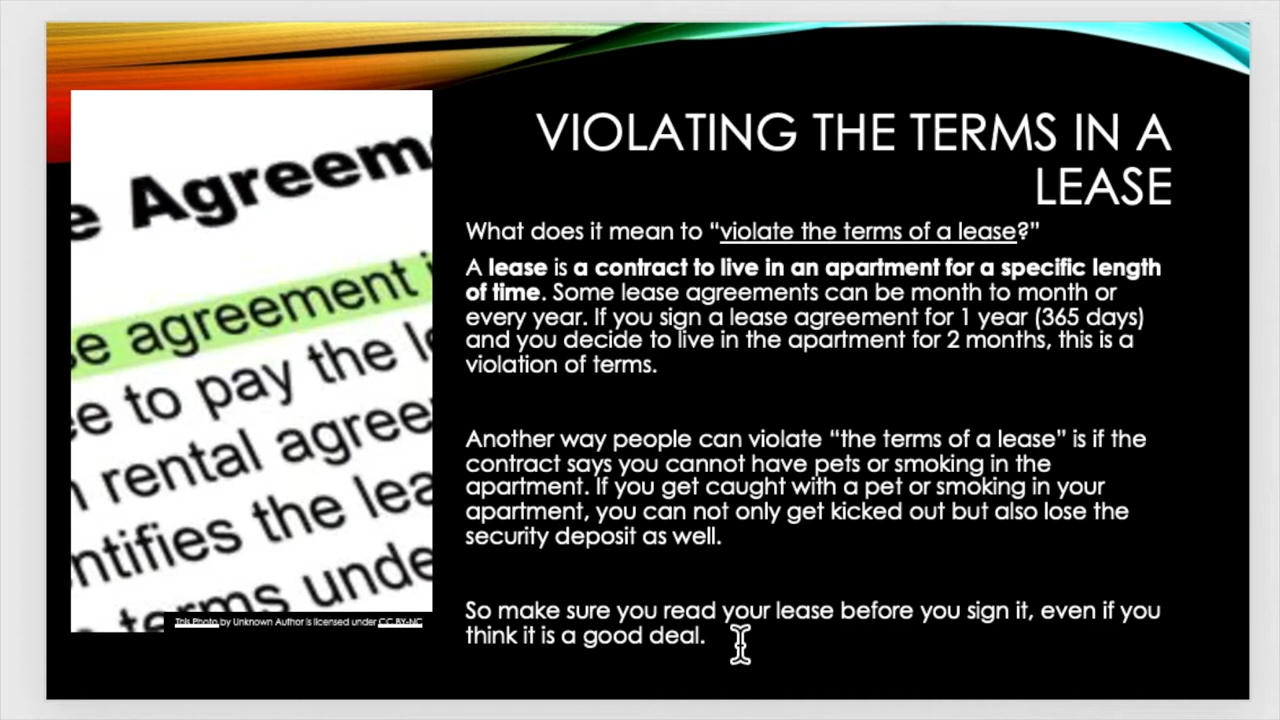 VIOLATING THE TERMS IN A
LEASE
What does it mean to “violate the terms of a lease?”
A lease is a contract to live in an apartment for a specific length
of time. Some lease agreements can be month to month or
every year. If you sign a lease agreement for 1 year (365 days)
and you decide to live in the apartment for 2 months, this is a
violation of terms.
Another way people can violate “the terms of a lease” is if the
contract says you cannot have pets or smoking in the
apartment. If you get caught with a pet or smoking in your
apartment, you can not only get kicked out but also lose the
security deposit as well.
So make sure you read your lease before you sign it, even if you
think it is a good deal.
e Agreem
se agreement i
ee to pay the l
n rental agree
ntifies the lea
terms unde
This Photo by Unknown Author is licensed under CC BY-NC